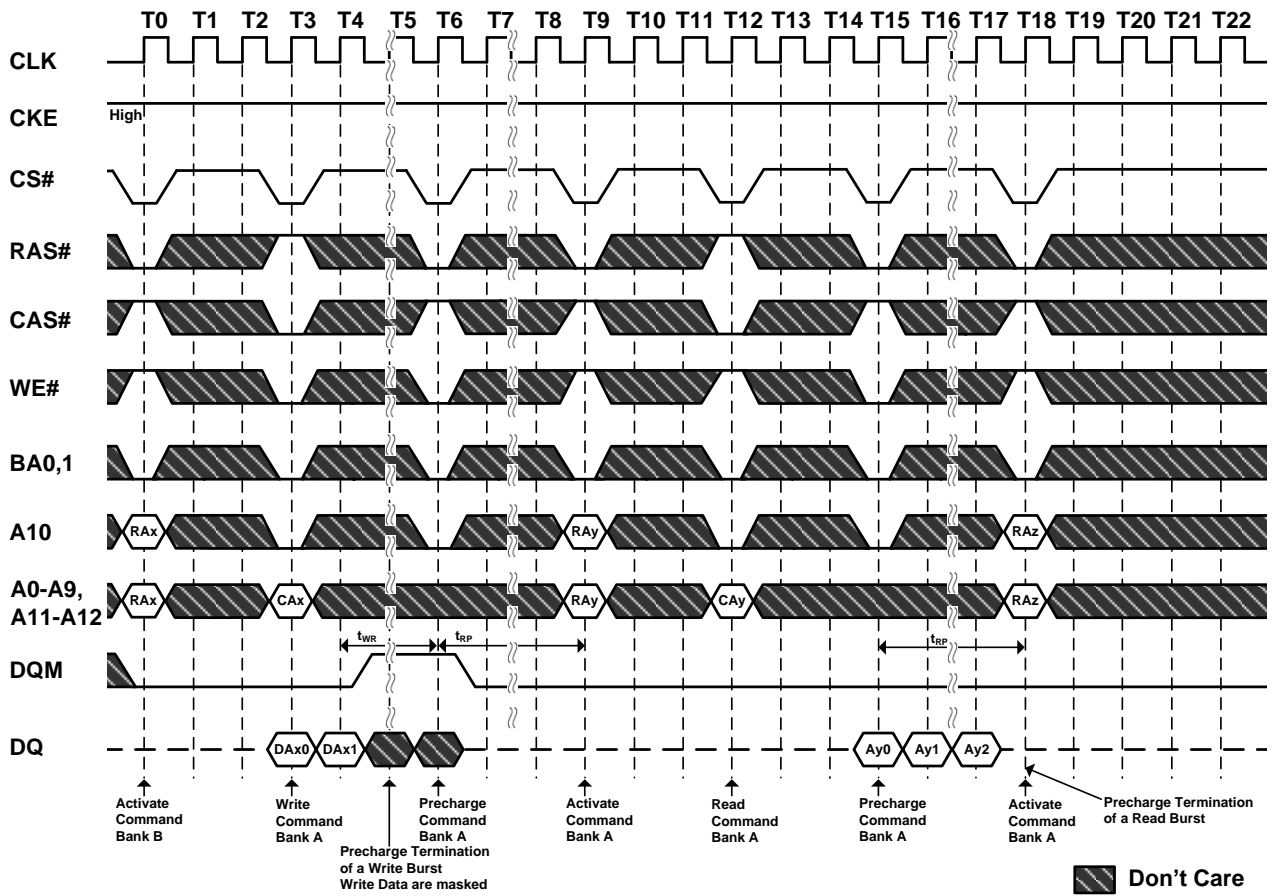 T0 T1 T2 T3 T4 T5 T6 T7 T8 T9 T10 T11 T12 T13 T14 T15 T16 T17 T18 T19 T20 T21 T22
CLK
CKE
High
CS#
RAS#
CAS#
WE#
BA0,1
A10
RAx RAy RAz
A0-A9,
A11-A12
RAx CAx RAy CAy RAz
tWR tRP tRP
DQM
DQ
DAx0 DAx1 Ay0 Ay1 Ay2
Activate
Command
Bank B
Write
Command
Bank A
Precharge Termination
of a Write Burst
Write Data are masked
Precharge
Command
Bank A
Activate
Command
Bank A
Read
Command
Bank A
Precharge
Command
Bank A
Activate
Command
Bank A
Precharge Termination
of a Read Burst
Don't Care